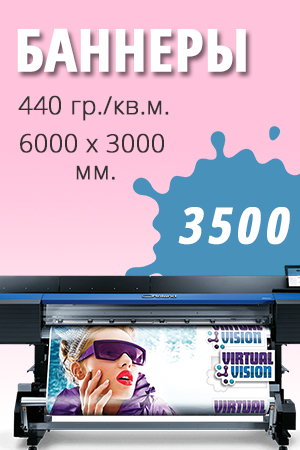 БАННЕРЫ
440 гр./кв.м.
6000 x 3000
мм.
3500
VIRTUAL
VISION
VIRTUAL
VISION
VIRTUAL